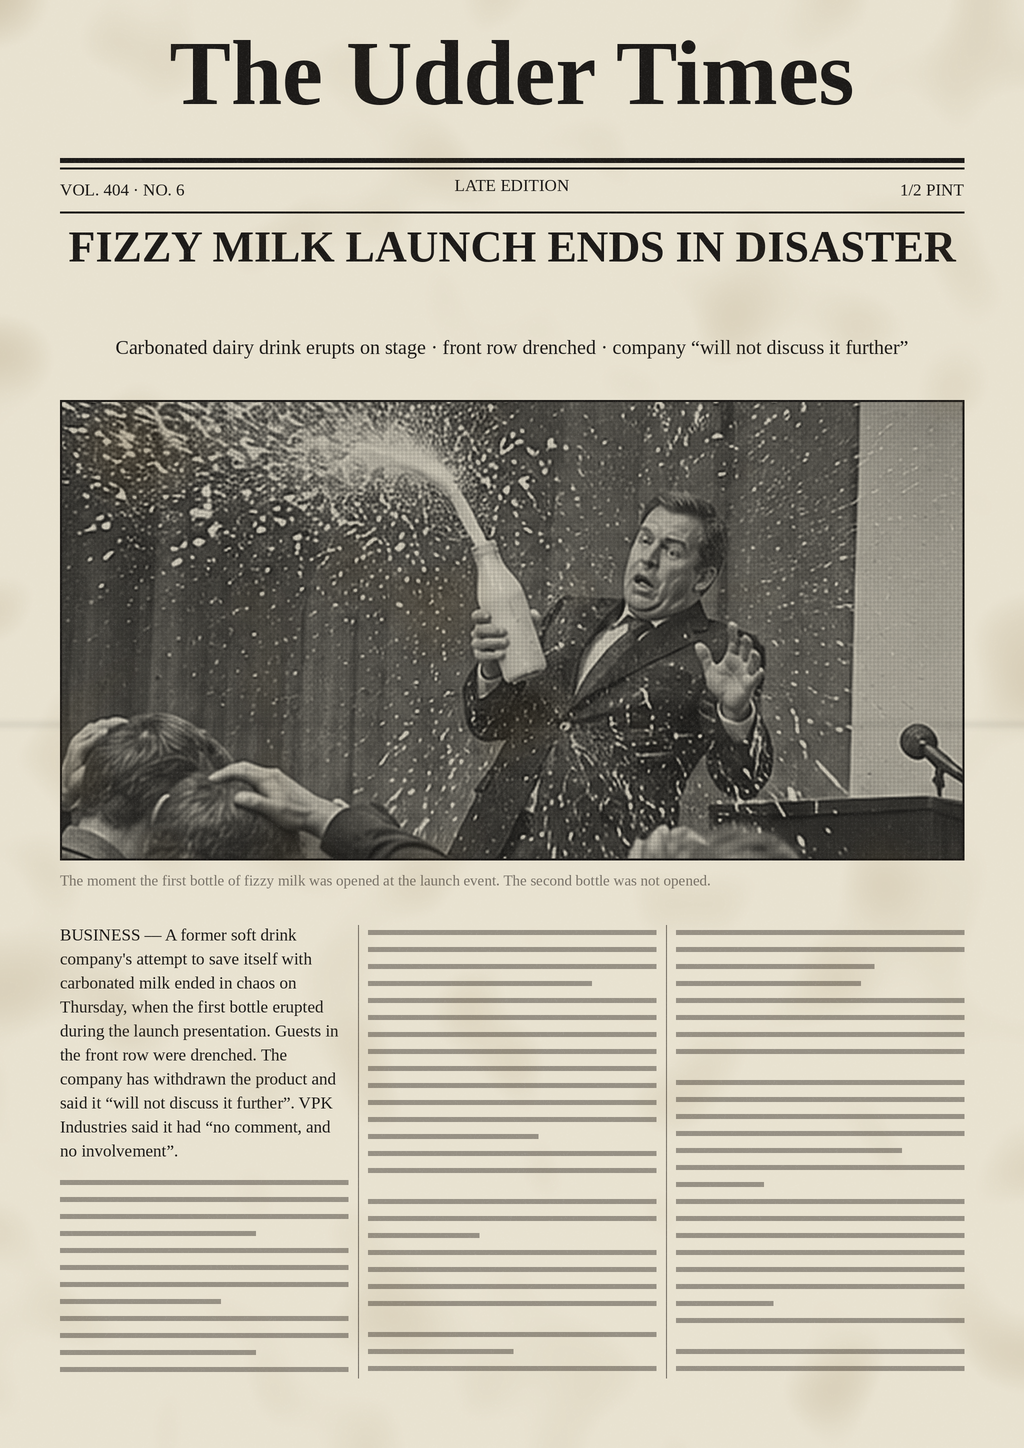 The Udder Times
VOL. 404 · NO. 6
LATE EDITION
1/2 PINT
FIZZY MILK LAUNCH ENDS IN DISASTER
Carbonated dairy drink erupts on stage · front row drenched · company “will not discuss it further”
The moment the first bottle of fizzy milk was opened at the launch event. The second bottle was not opened.
BUSINESS — A former soft drink
company's attempt to save itself with
carbonated milk ended in chaos on
Thursday, when the first bottle erupted
during the launch presentation. Guests in
the front row were drenched. The
company has withdrawn the product and
said it “will not discuss it further”. VPK
Industries said it had “no comment, and
no involvement”.